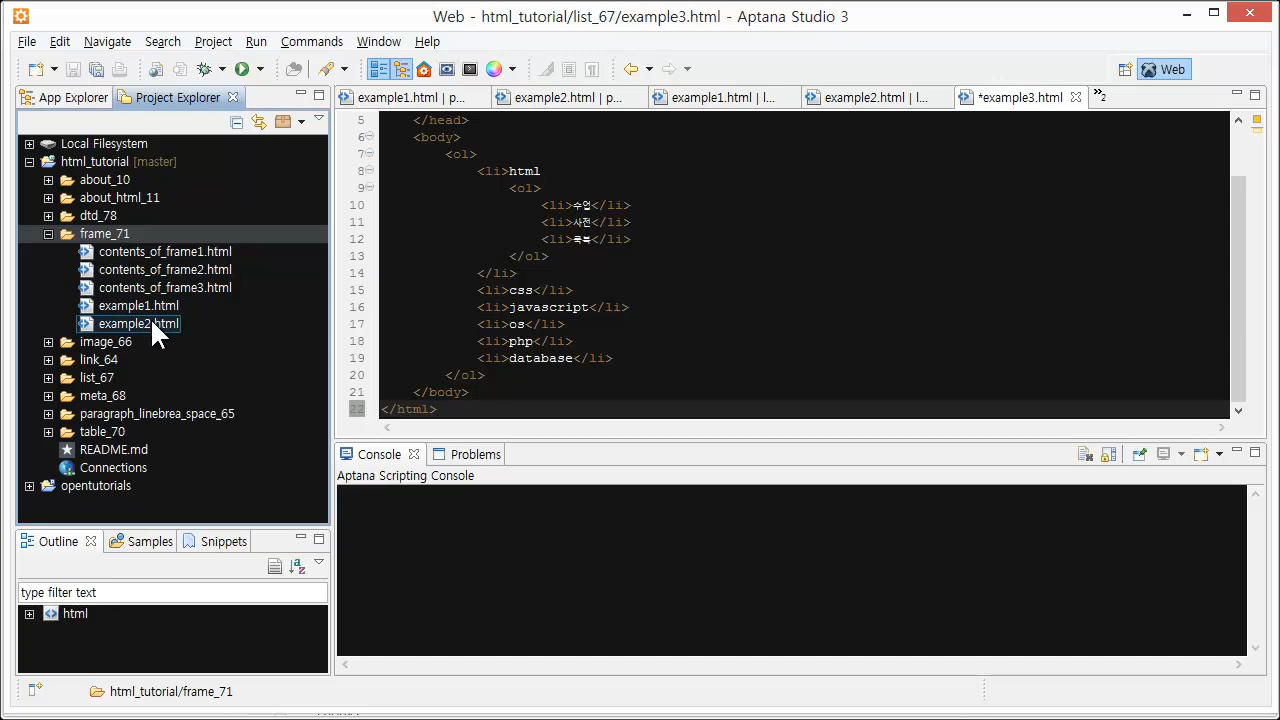 Web - html_tutorial/list_67/example3.html - Aptana Studio 3
File Edit Navigate Search Project Run Commands Window Help
Web
App Explorer Project Explorer
example1.html | p... example2.html | p... example1.html | l... example2.html | l... *example3.html »2
Local Filesystem
html_tutorial [master]
about_10
about_html_11
dtd_78
frame_71
contents_of_frame1.html
contents_of_frame2.html
contents_of_frame3.html
example1.html
example2.html
image_66
link_64
list_67
meta_68
paragraph_linebrea_space_65
table_70
README.md
Connections
opentutorials
5 </head>
6 <body>
7 <ol>
8 <li>html
9 <ol>
10 <li>수업</li>
11 <li>사전</li>
12 <li>국북</li>
13 </ol>
14 </li>
15 <li>css</li>
16 <li>javascript</li>
17 <li>os</li>
18 <li>php</li>
19 <li>database</li>
20 </ol>
21 </body>
22 </html>
Console Problems
Aptana Scripting Console
Outline Samples Snippets
type filter text
html
html_tutorial/frame_71